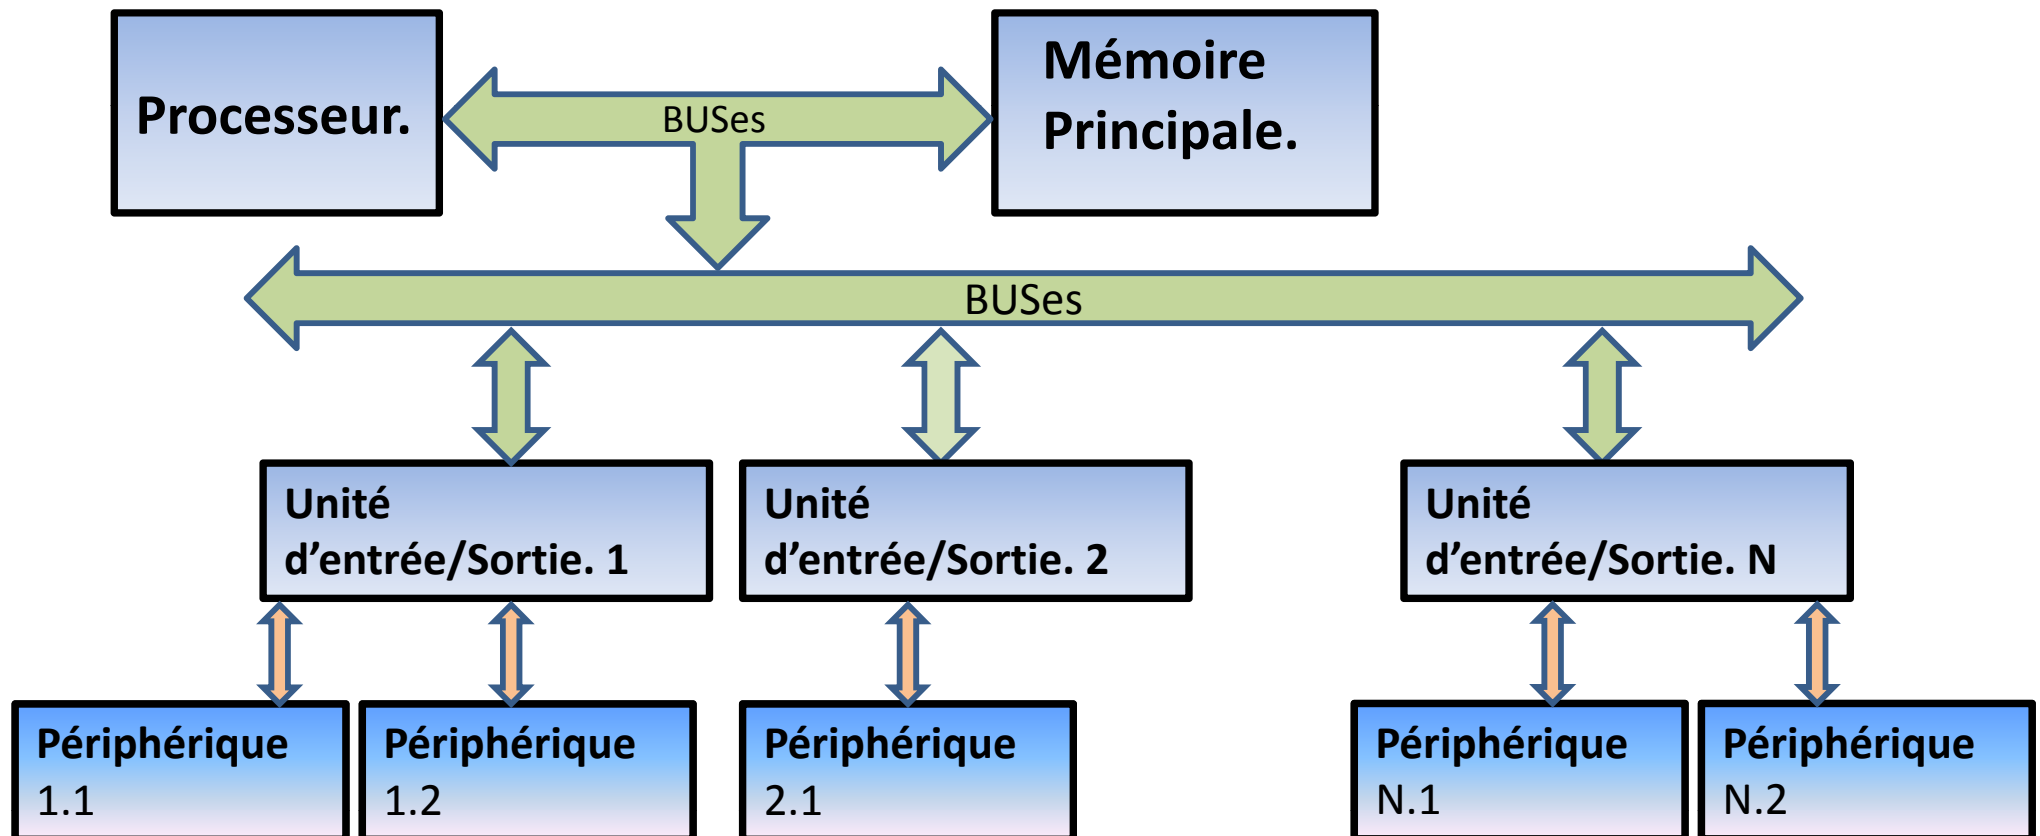 Processeur.
BUSes
Mémoire
Principale.
BUSes
Unité
d’entrée/Sortie. 1
Unité
d’entrée/Sortie. 2
Unité
d’entrée/Sortie. N
Périphérique
1.1
Périphérique
1.2
Périphérique
2.1
Périphérique
N.1
Périphérique
N.2